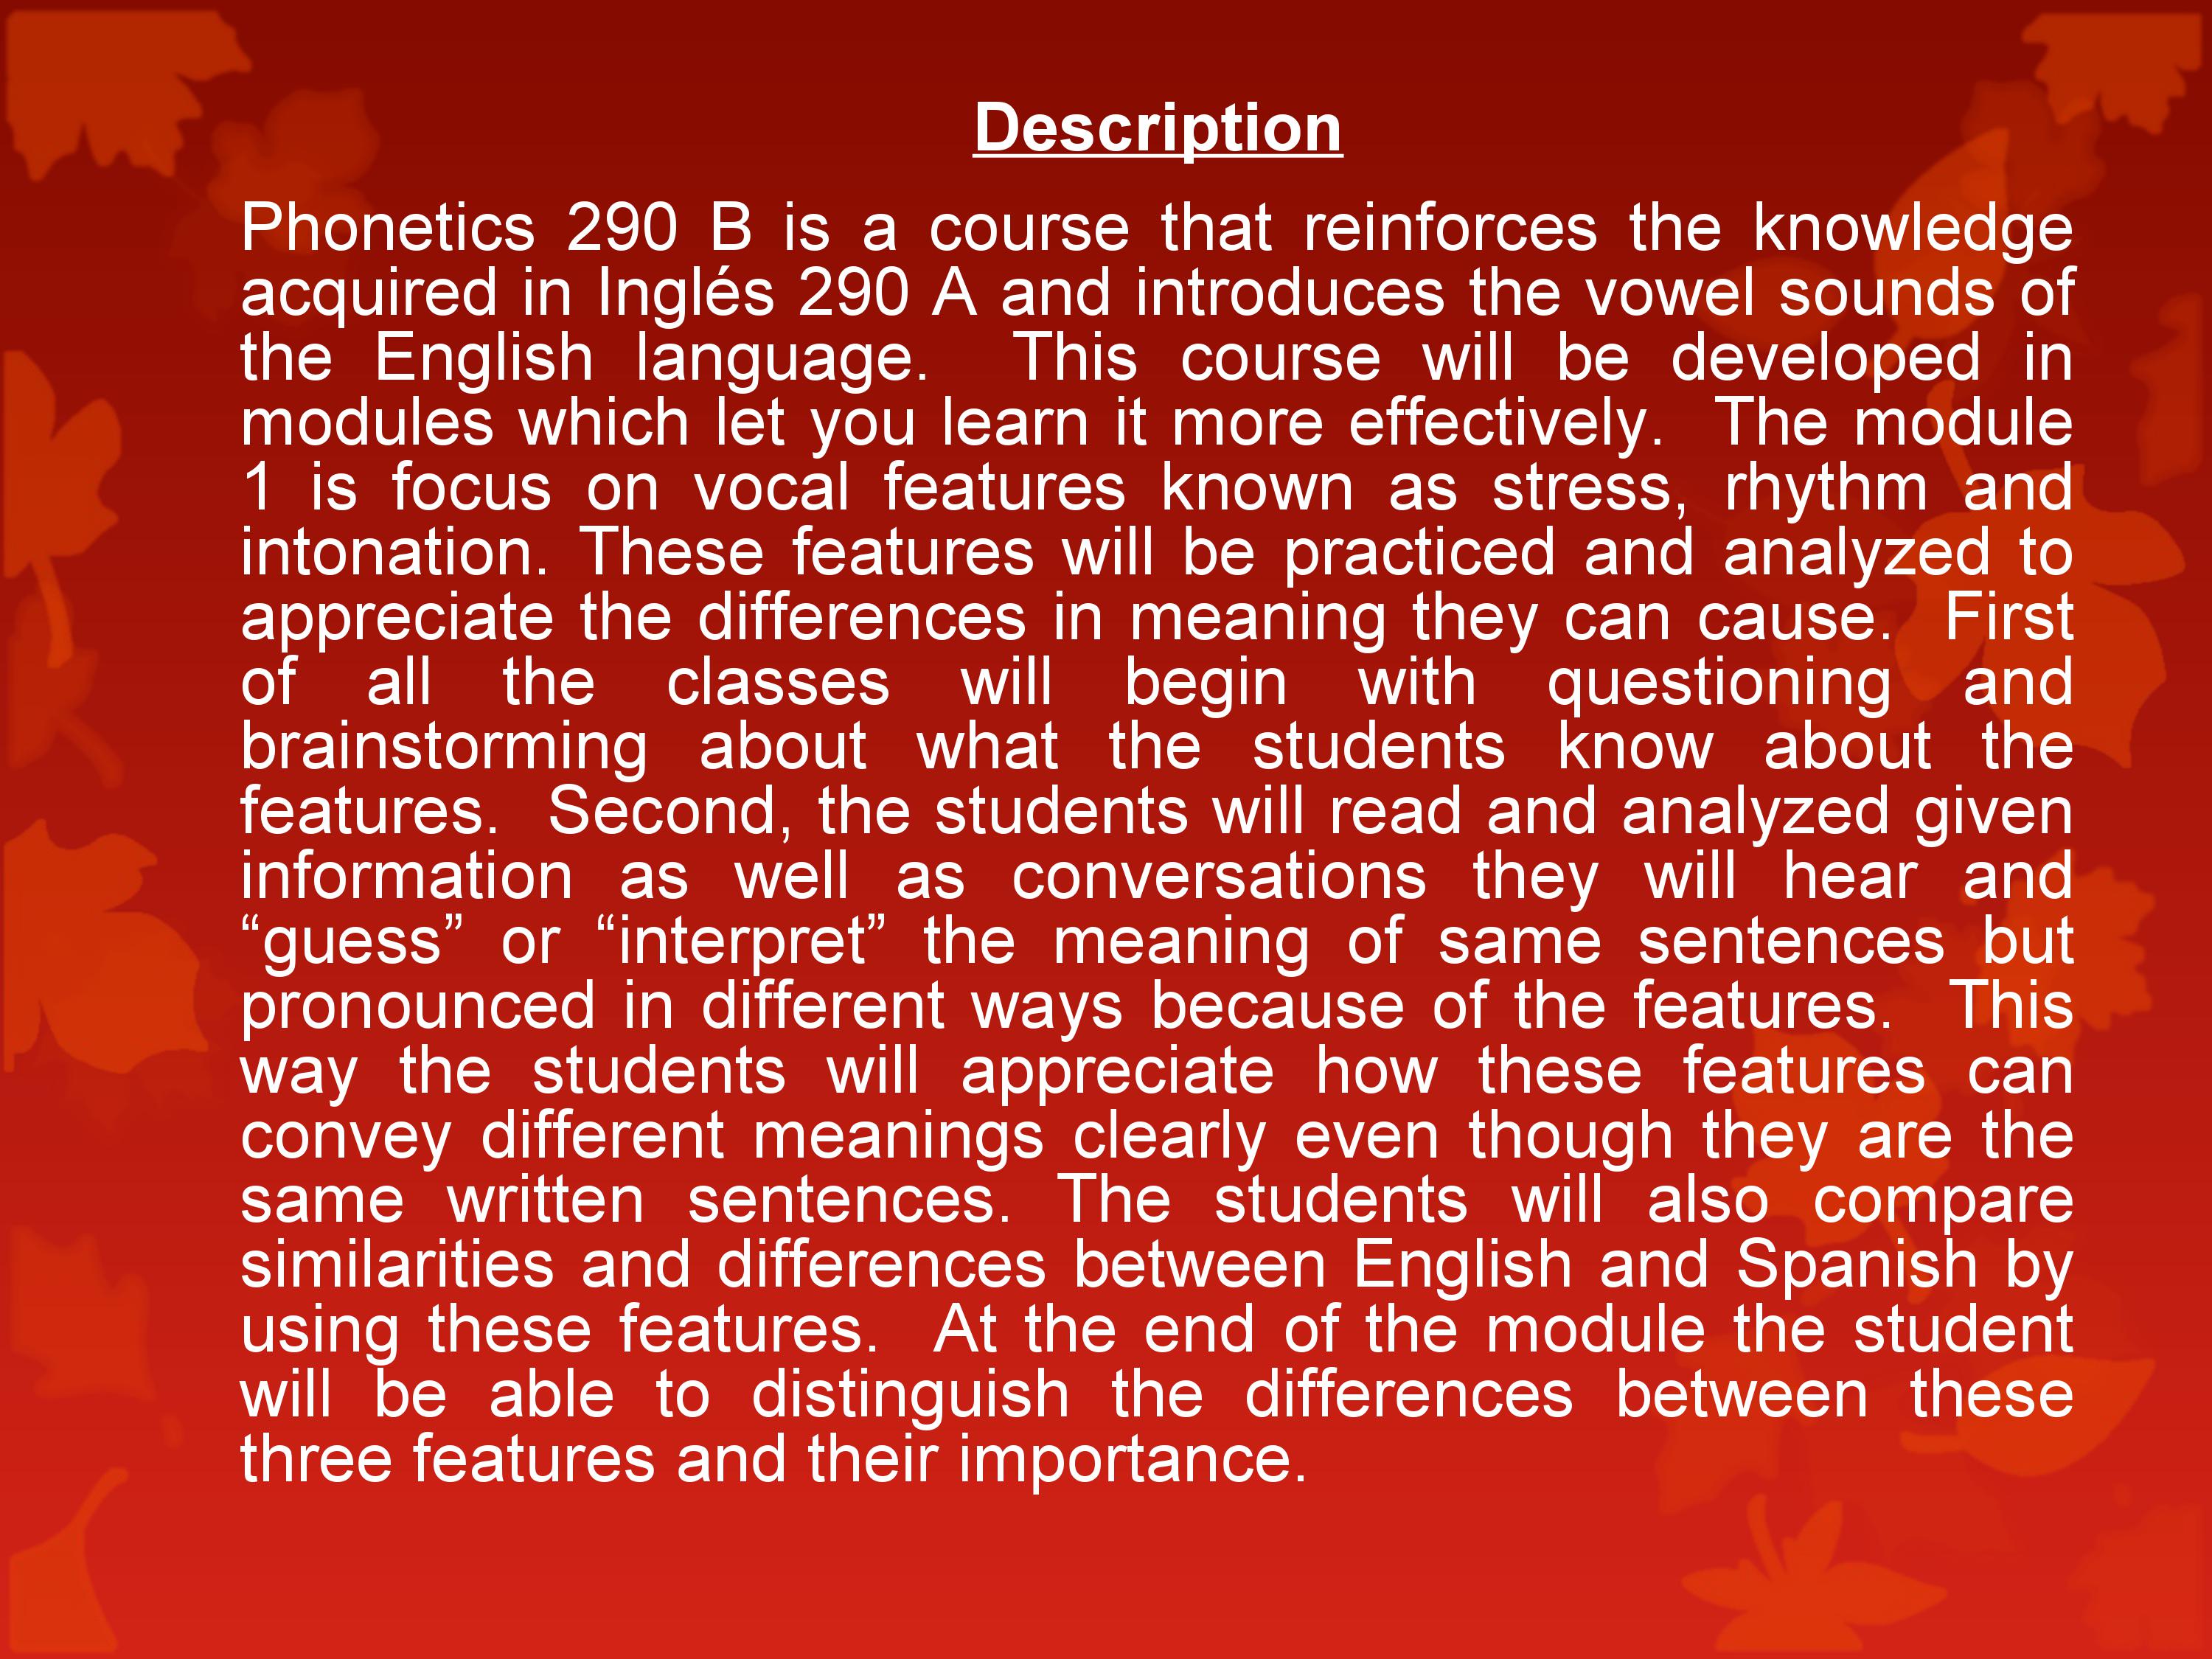 Description
Phonetics 290 B is a course that reinforces the knowledge
acquired in Inglés 290 A and introduces the vowel sounds of
the English language. This course will be developed in
modules which let you learn it more effectively. The module
1 is focus on vocal features known as stress, rhythm and
intonation. These features will be practiced and analyzed to
appreciate the differences in meaning they can cause. First
of all the classes will begin with questioning and
brainstorming about what the students know about the
features. Second, the students will read and analyzed given
information as well as conversations they will hear and
“guess” or “interpret” the meaning of same sentences but
pronounced in different ways because of the features. This
way the students will appreciate how these features can
convey different meanings clearly even though they are the
same written sentences. The students will also compare
similarities and differences between English and Spanish by
using these features. At the end of the module the student
will be able to distinguish the differences between these
three features and their importance.